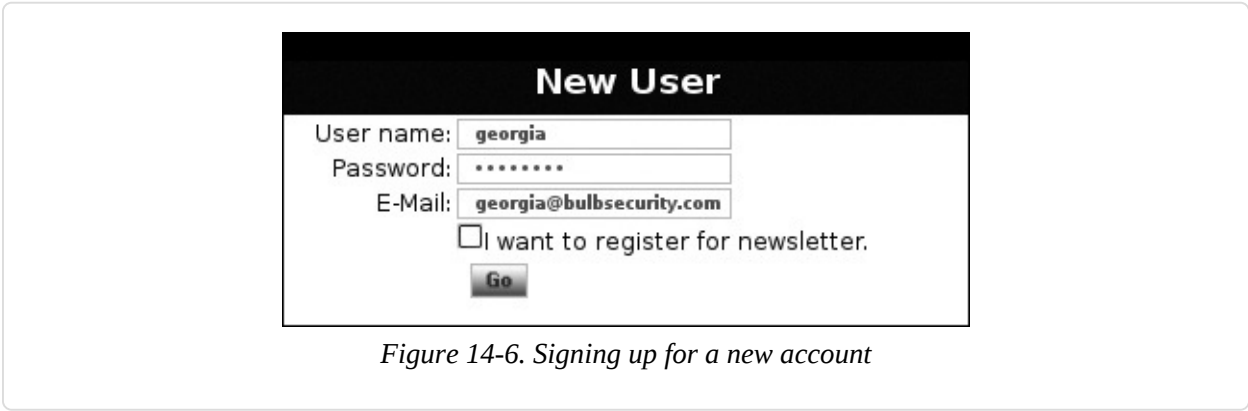 New User
User name: georgia
Password: ••••••••
E-Mail: georgia@bulbsecurity.com
I want to register for newsletter.
Go
Figure 14-6. Signing up for a new account